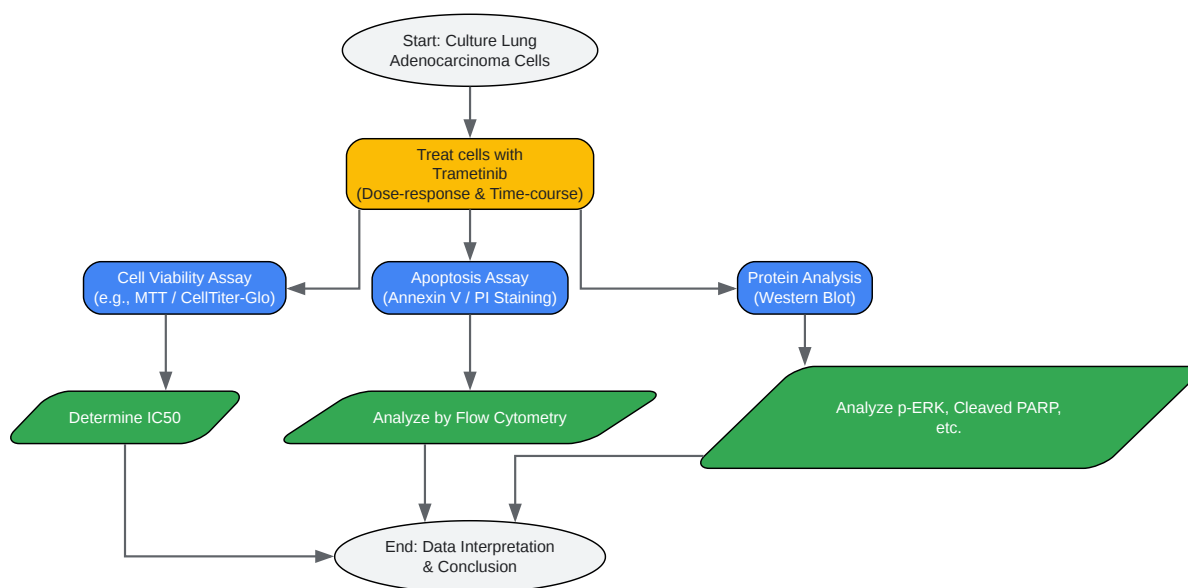 Start: Culture Lung
Adenocarcinoma Cells
Treat cells with
Trametinib
(Dose-response & Time-course)
Cell Viability Assay
(e.g., MTT / CellTiter-Glo)
Apoptosis Assay
(Annexin V / PI Staining)
Protein Analysis
(Western Blot)
Determine IC50
Analyze by Flow Cytometry
Analyze p-ERK, Cleaved PARP,
etc.
End: Data Interpretation
& Conclusion